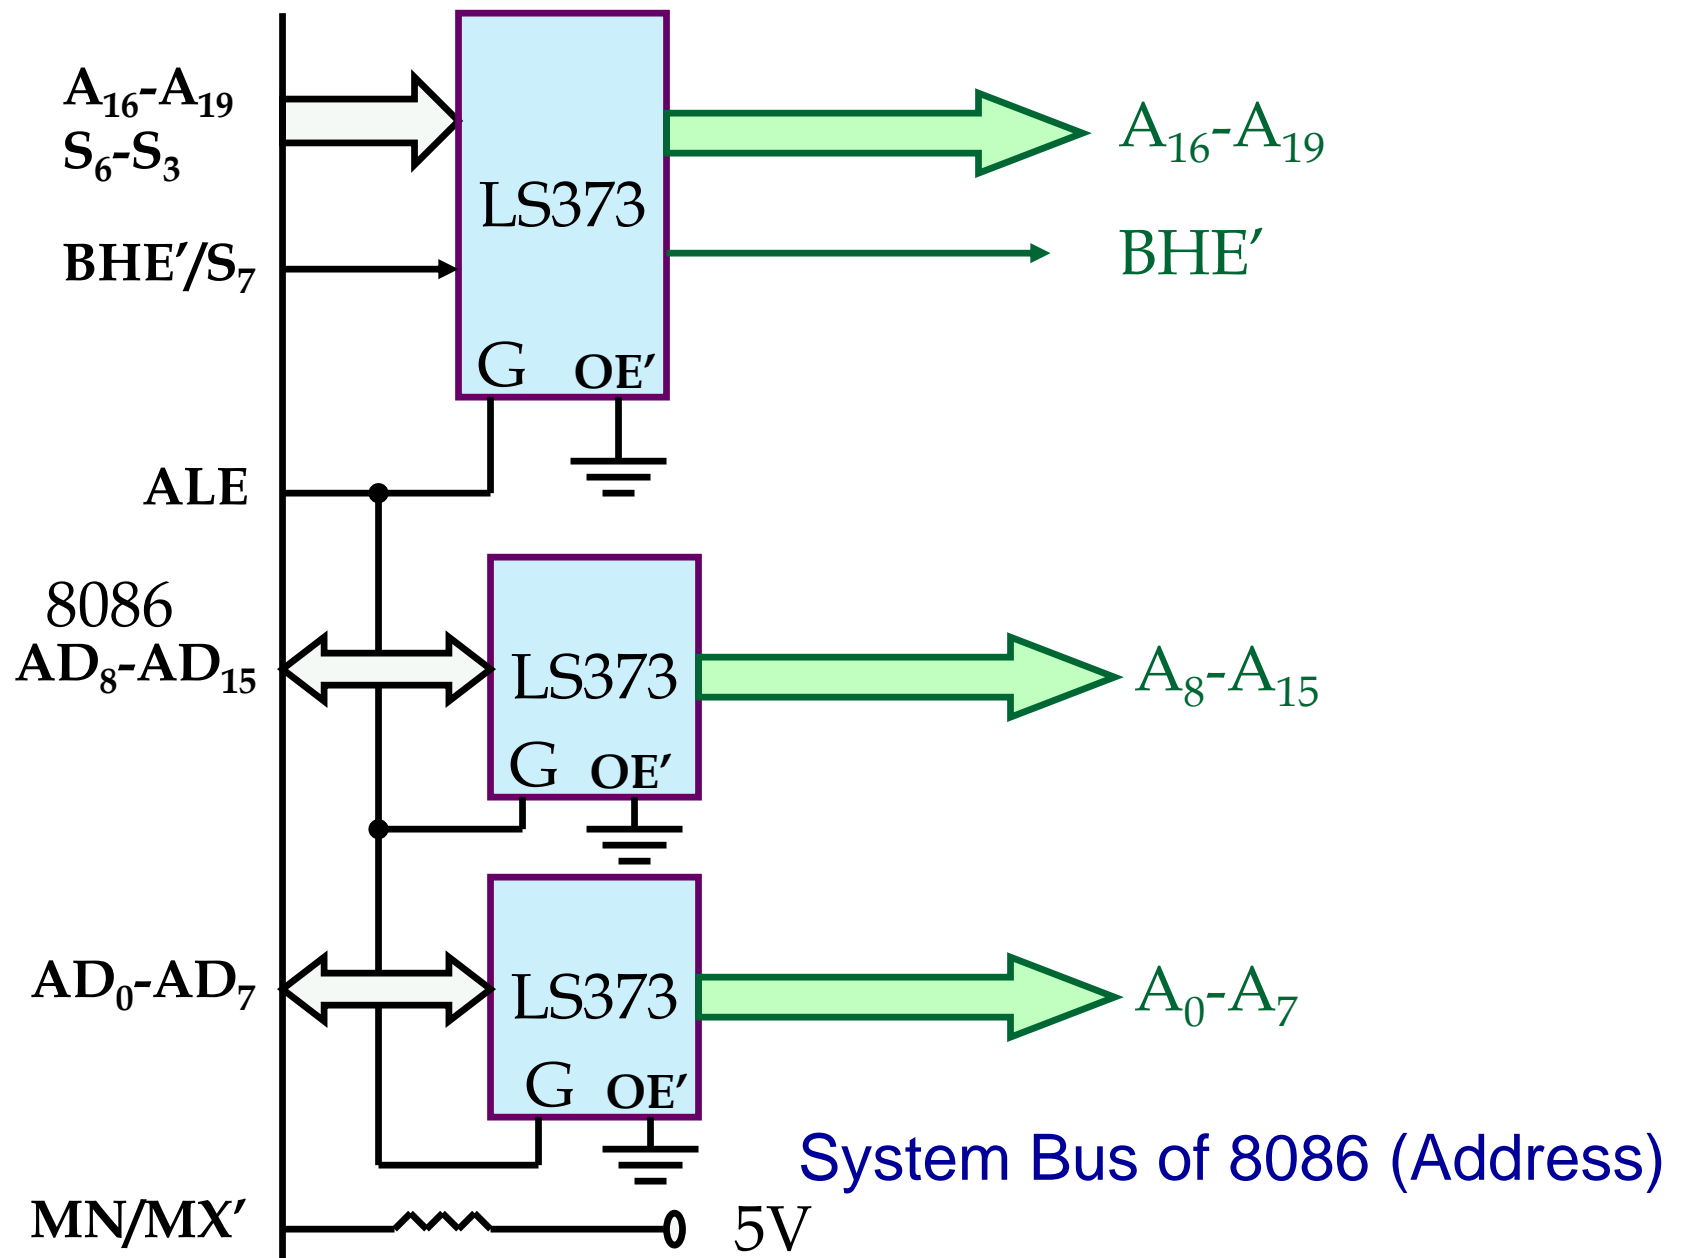 A₁₆-A₁₉
S₆-S₃
A₁₆-A₁₉
LS373
BHE′/S₇
BHE′
G OE′
ALE
8086
AD₈-AD₁₅
LS373
A₈-A₁₅
G OE′
AD₀-AD₇
LS373
A₀-A₇
G OE′
System Bus of 8086 (Address)
MN/MX′
5V